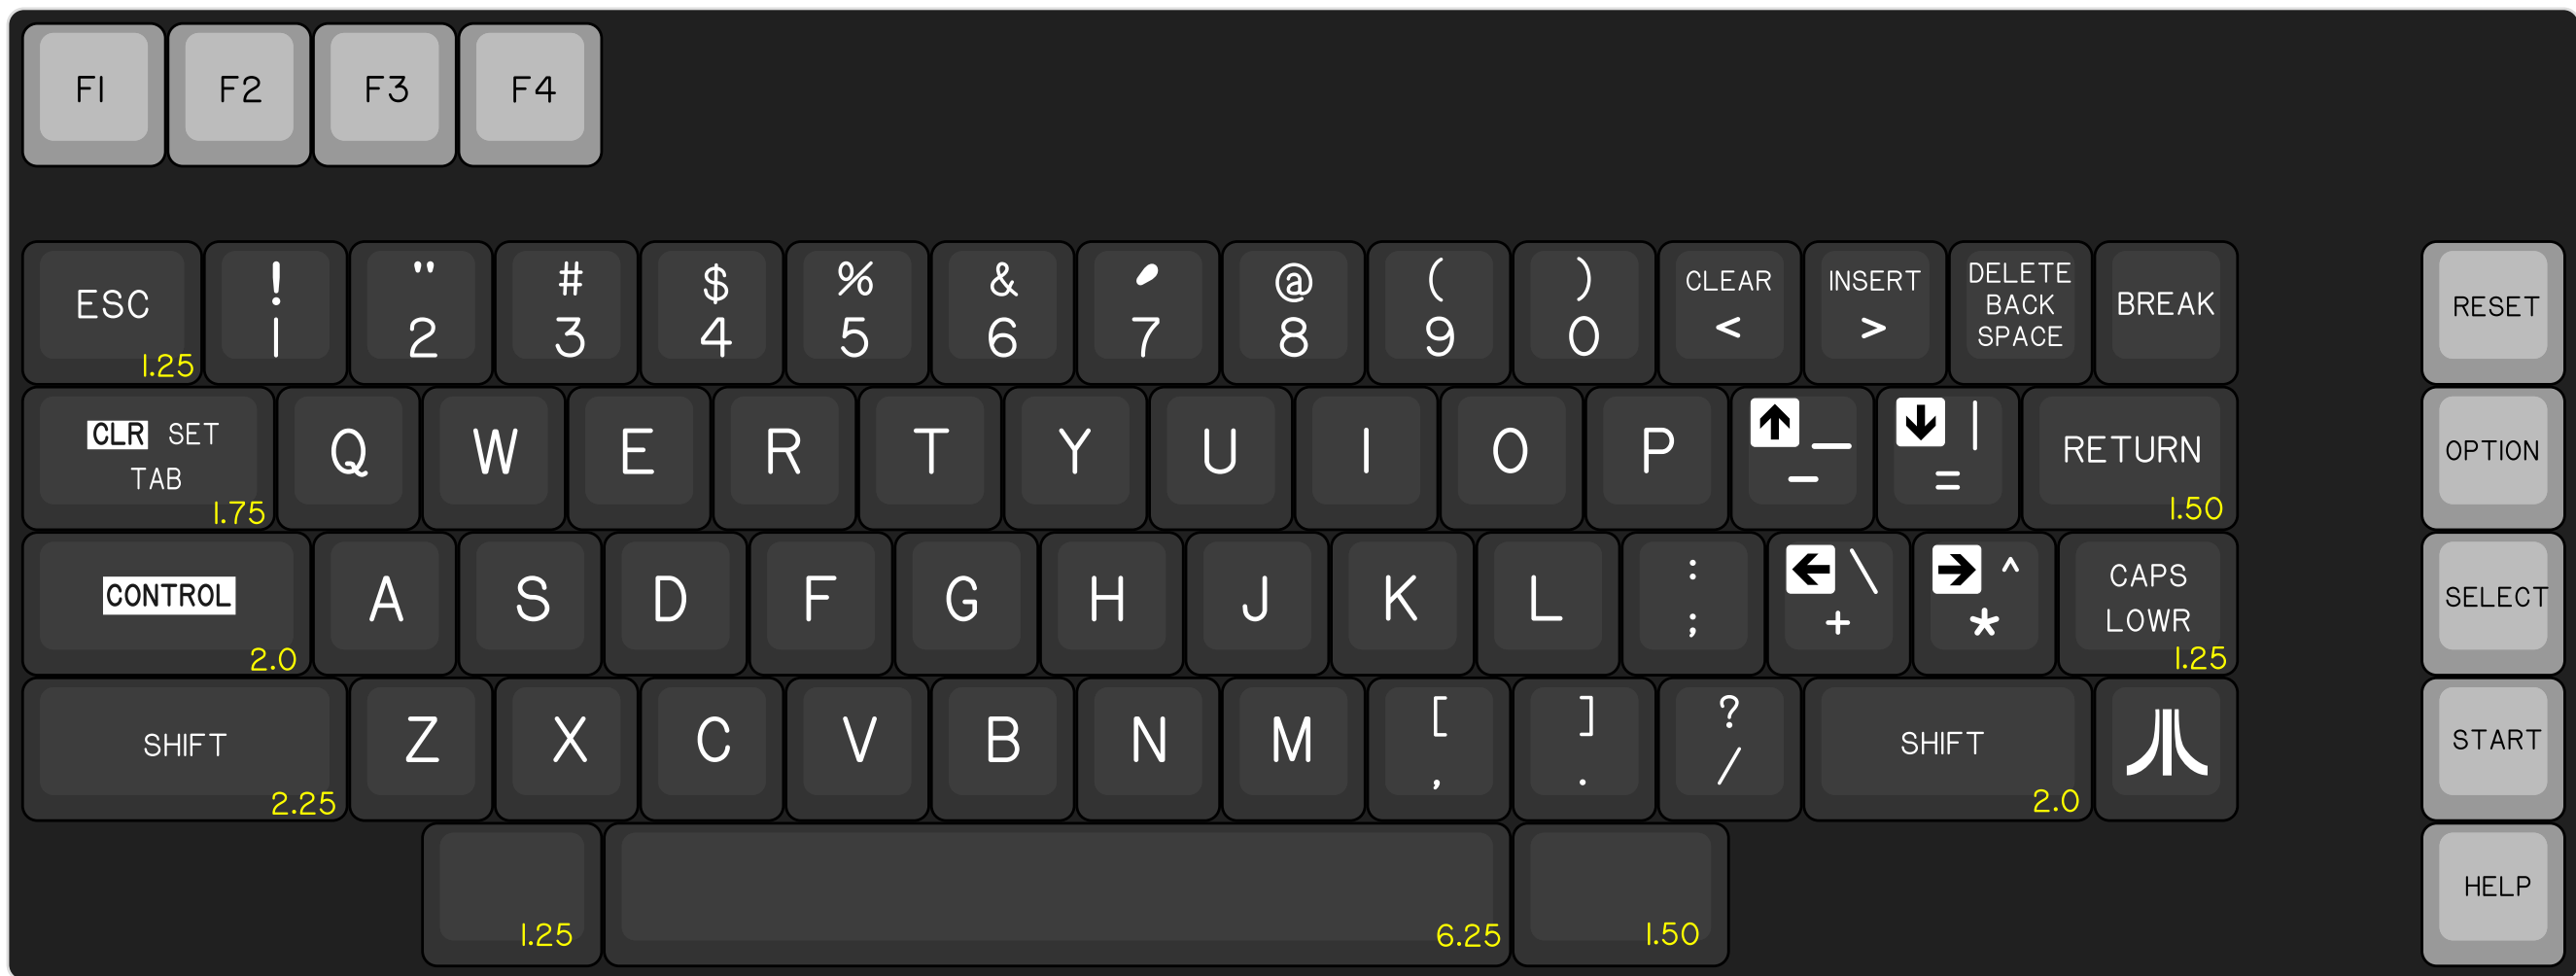 F1 F2 F3 F4
! " # $ % & ' @ ( ) CLEAR INSERT DELETE
ESC 1 2 3 4 5 6 7 8 9 0 < > BACK SPACE BREAK RESET
1.25
CLR SET ↑ _ ↓ |
TAB Q W E R T Y U I O P - = RETURN OPTION
1.75 1.50
: ← \ → ^ CAPS
CONTROL A S D F G H J K L ; + * LOWR SELECT
2.0 1.25
[ ] ?
SHIFT Z X C V B N M , . / SHIFT START
2.25 2.0
HELP
1.25 6.25 1.50